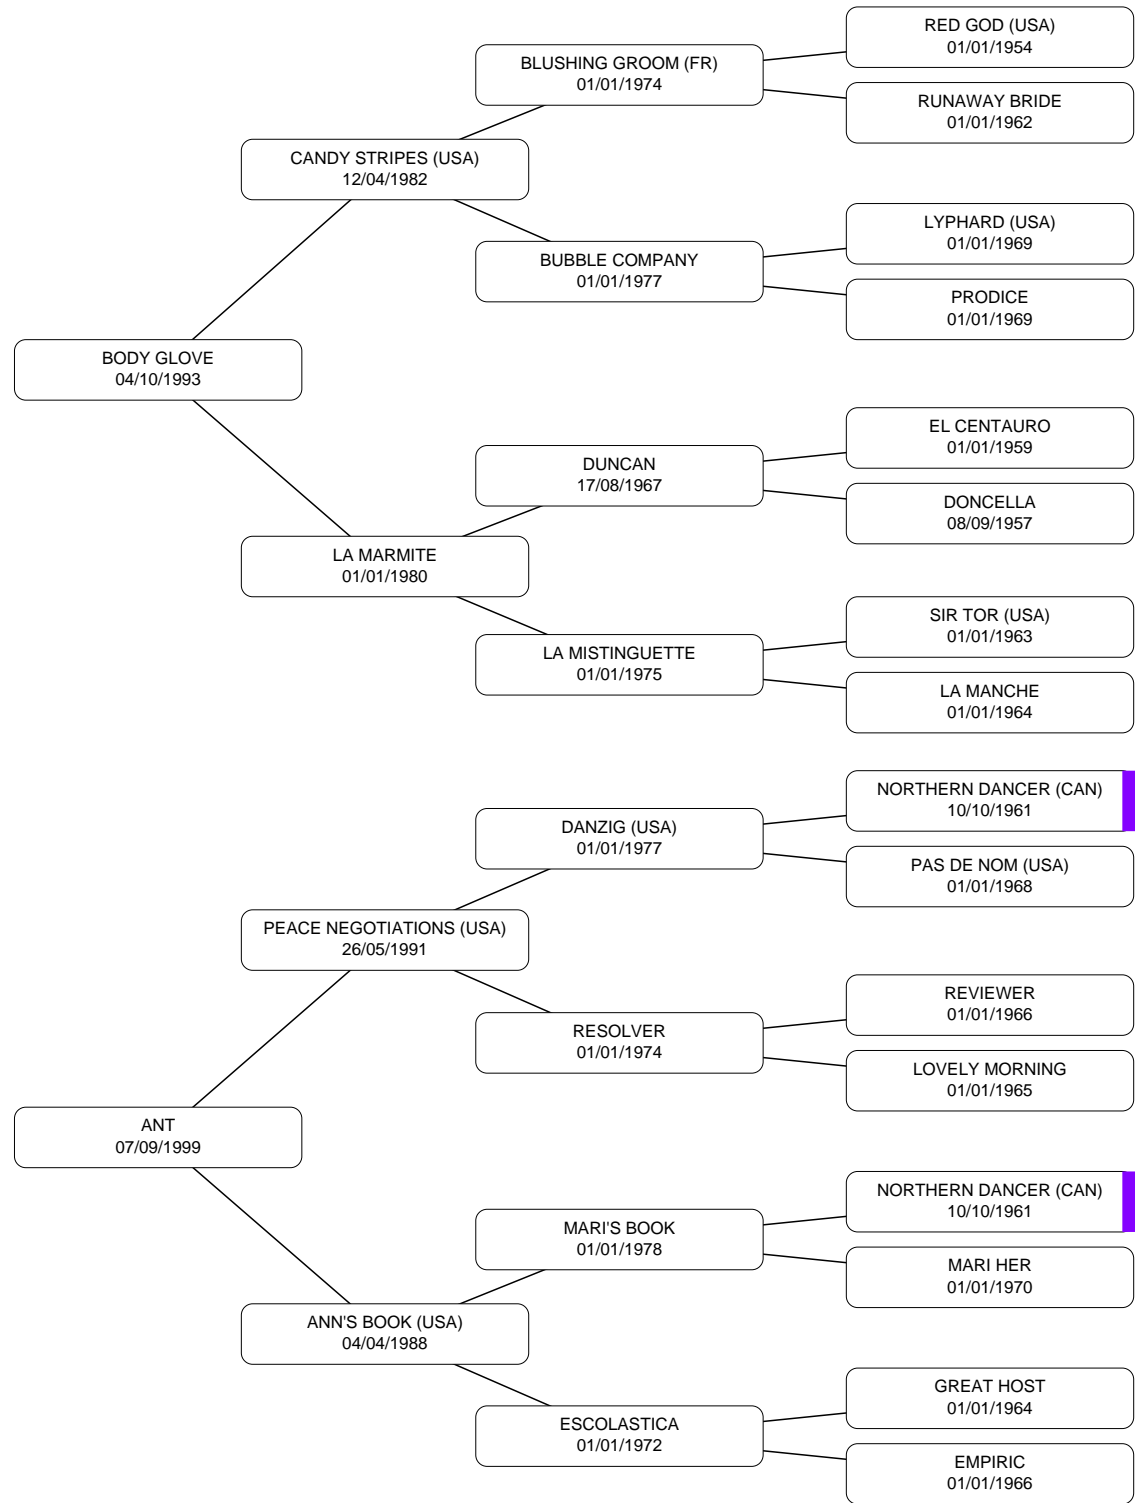 RED GOD (USA)
01/01/1954
BLUSHING GROOM (FR)
01/01/1974
RUNAWAY BRIDE
01/01/1962
CANDY STRIPES (USA)
12/04/1982
LYPHARD (USA)
01/01/1969
BUBBLE COMPANY
01/01/1977
PRODICE
01/01/1969
BODY GLOVE
04/10/1993
EL CENTAURO
01/01/1959
DUNCAN
17/08/1967
DONCELLA
08/09/1957
LA MARMITE
01/01/1980
SIR TOR (USA)
01/01/1963
LA MISTINGUETTE
01/01/1975
LA MANCHE
01/01/1964
NORTHERN DANCER (CAN)
10/10/1961
DANZIG (USA)
01/01/1977
PAS DE NOM (USA)
01/01/1968
PEACE NEGOTIATIONS (USA)
26/05/1991
REVIEWER
01/01/1966
RESOLVER
01/01/1974
LOVELY MORNING
01/01/1965
ANT
07/09/1999
NORTHERN DANCER (CAN)
10/10/1961
MARI'S BOOK
01/01/1978
MARI HER
01/01/1970
ANN'S BOOK (USA)
04/04/1988
GREAT HOST
01/01/1964
ESCOLASTICA
01/01/1972
EMPIRIC
01/01/1966